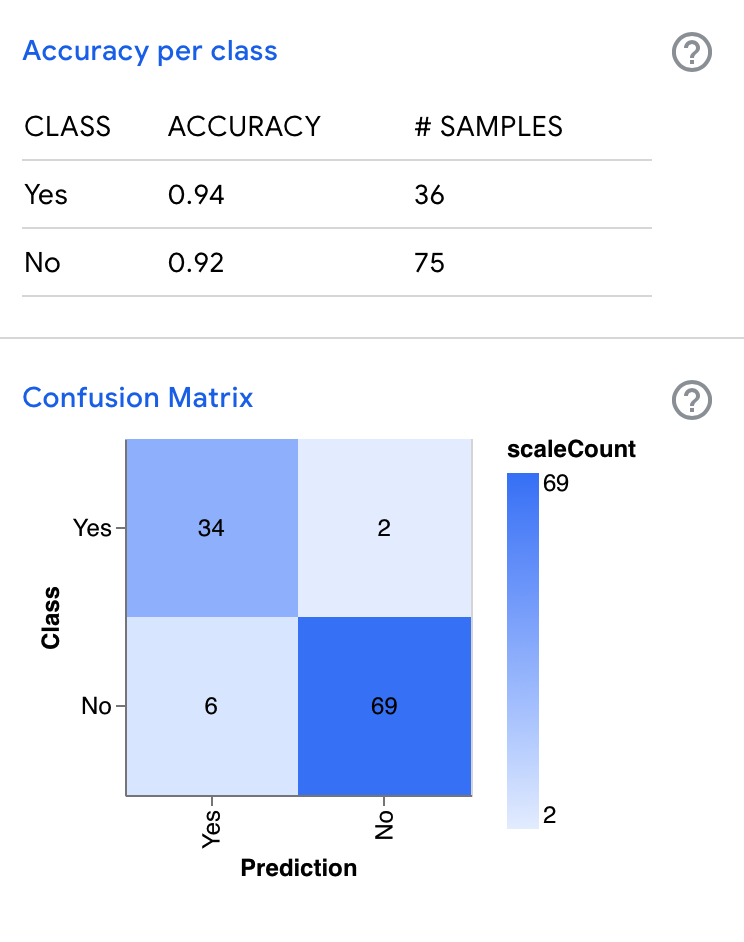 Accuracy per class
?
CLASS ACCURACY # SAMPLES
Yes 0.94 36
No 0.92 75
Confusion Matrix
?
scaleCount
69
2
Class
Yes 34 2
No 6 69
Yes No
Prediction